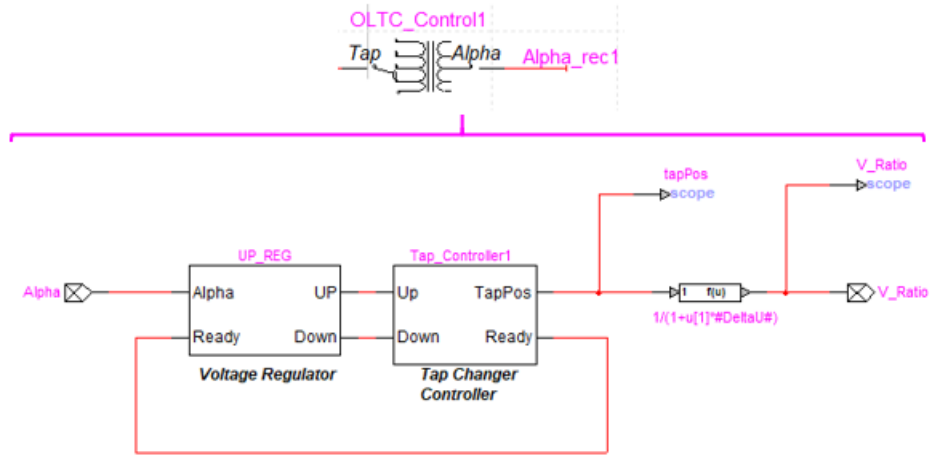 OLTC_Control1
Tap
Alpha
Alpha_rec1
tapPos
scope
V_Ratio
scope
UP_REG
Tap_Controller1
Alpha
Alpha
UP
Up
TapPos
1
f(u)
V_Ratio
1/(1+u[1]*#DeltaU#)
Ready
Down
Down
Ready
Voltage Regulator
Tap Changer
Controller